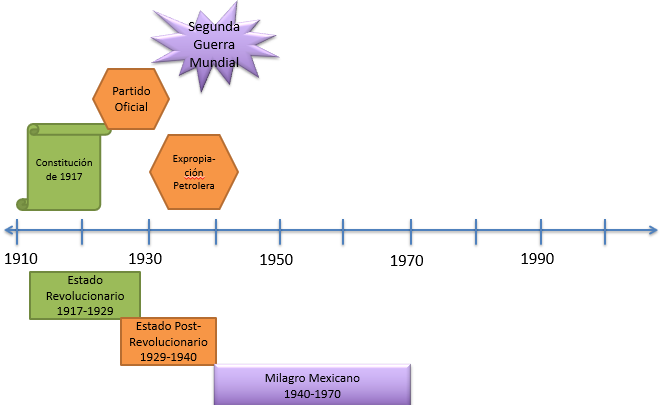 Segunda
Guerra
Mundial
Partido
Oficial
Constitución
de 1917
Expropia-
ción
Petrolera
1910
1930
1950
1970
1990
Estado
Revolucionario
1917-1929
Estado Post-
Revolucionario
1929-1940
Milagro Mexicano
1940-1970